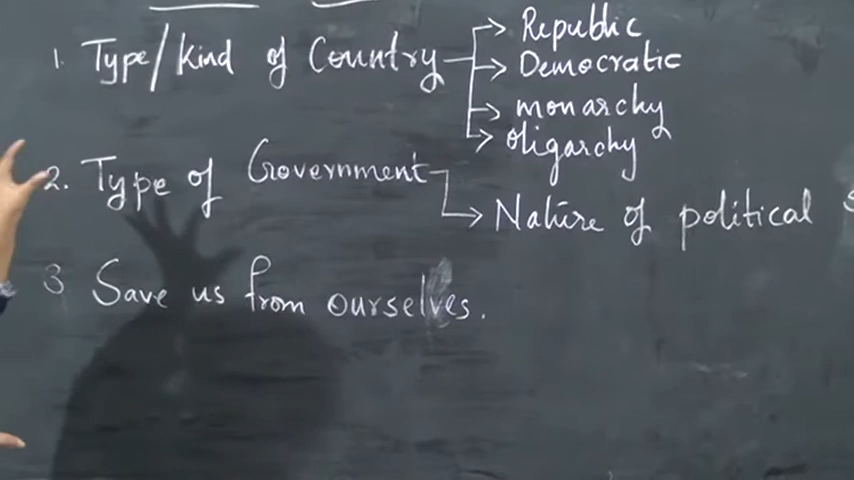 Republic
1. Type/Kind of Country → Democratic
monarchy
oligarchy
2. Type of Government
→ Nature of political
3 Save us from ourselves.